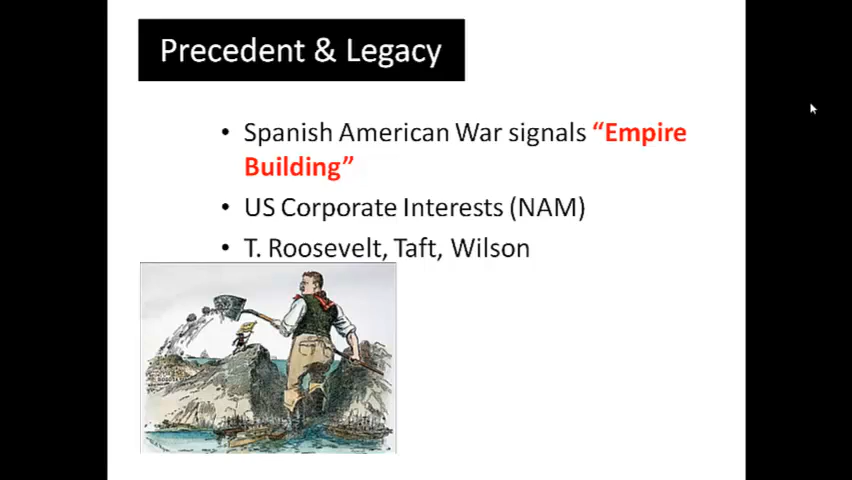 Precedent & Legacy
• Spanish American War signals “Empire
Building”
• US Corporate Interests (NAM)
• T. Roosevelt, Taft, Wilson